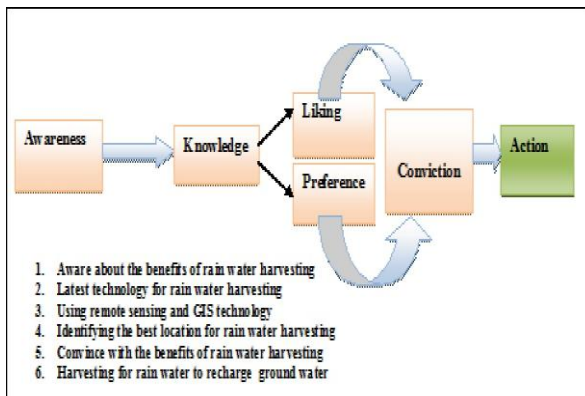 Awareness
Knowledge
Liking
Preference
Conviction
Action
1. Aware about the benefits of rain water harvesting
2. Latest technology for rain water harvesting
3. Using remote sensing and GIS technology
4. Identifying the best location for rain water harvesting
5. Convince with the benefits of rain water harvesting
6. Harvesting for rain water to recharge ground water